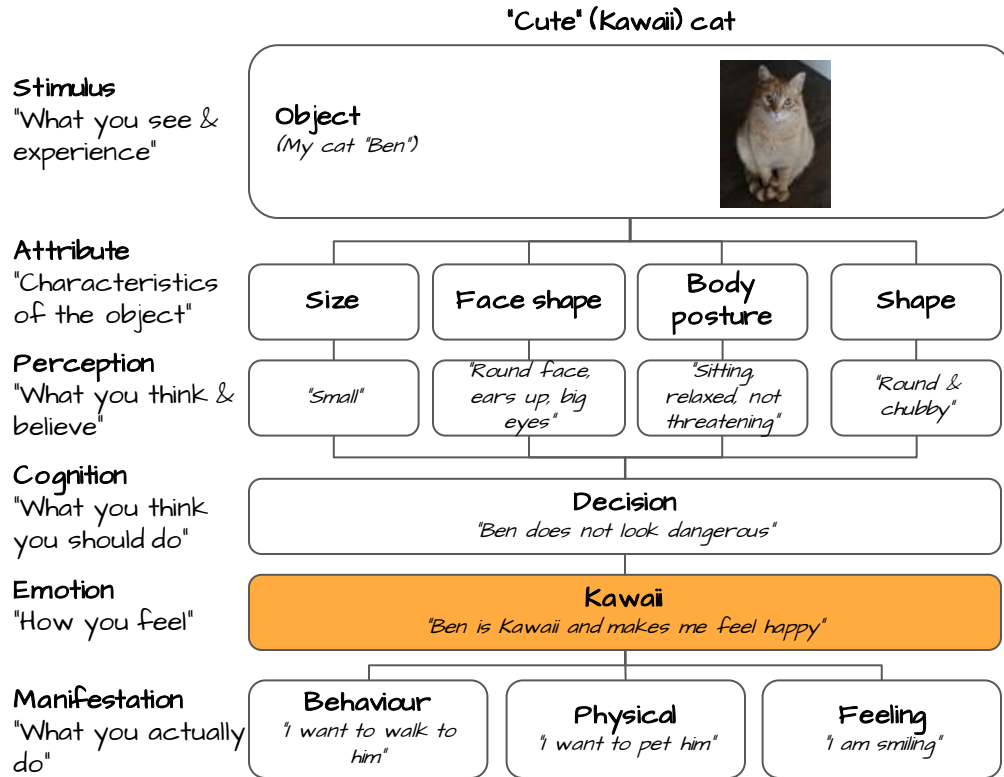 "Cute" (Kawaii) cat
Stimulus
"What you see &
experience"
Object
(My cat "Ben")
Attribute
"Characteristics
of the object"
Size
Face shape
Body
posture
Shape
Perception
"What you think &
believe"
"Small"
"Round face,
ears up, big
eyes"
"Sitting,
relaxed, not
threatening"
"Round &
chubby"
Cognition
"What you think
you should do"
Decision
"Ben does not look dangerous"
Emotion
"How you feel"
Kawaii
"Ben is Kawaii and makes me feel happy"
Manifestation
"What you actually
do"
Behaviour
"I want to walk to
him"
Physical
"I want to pet him"
Feeling
"I am smiling"